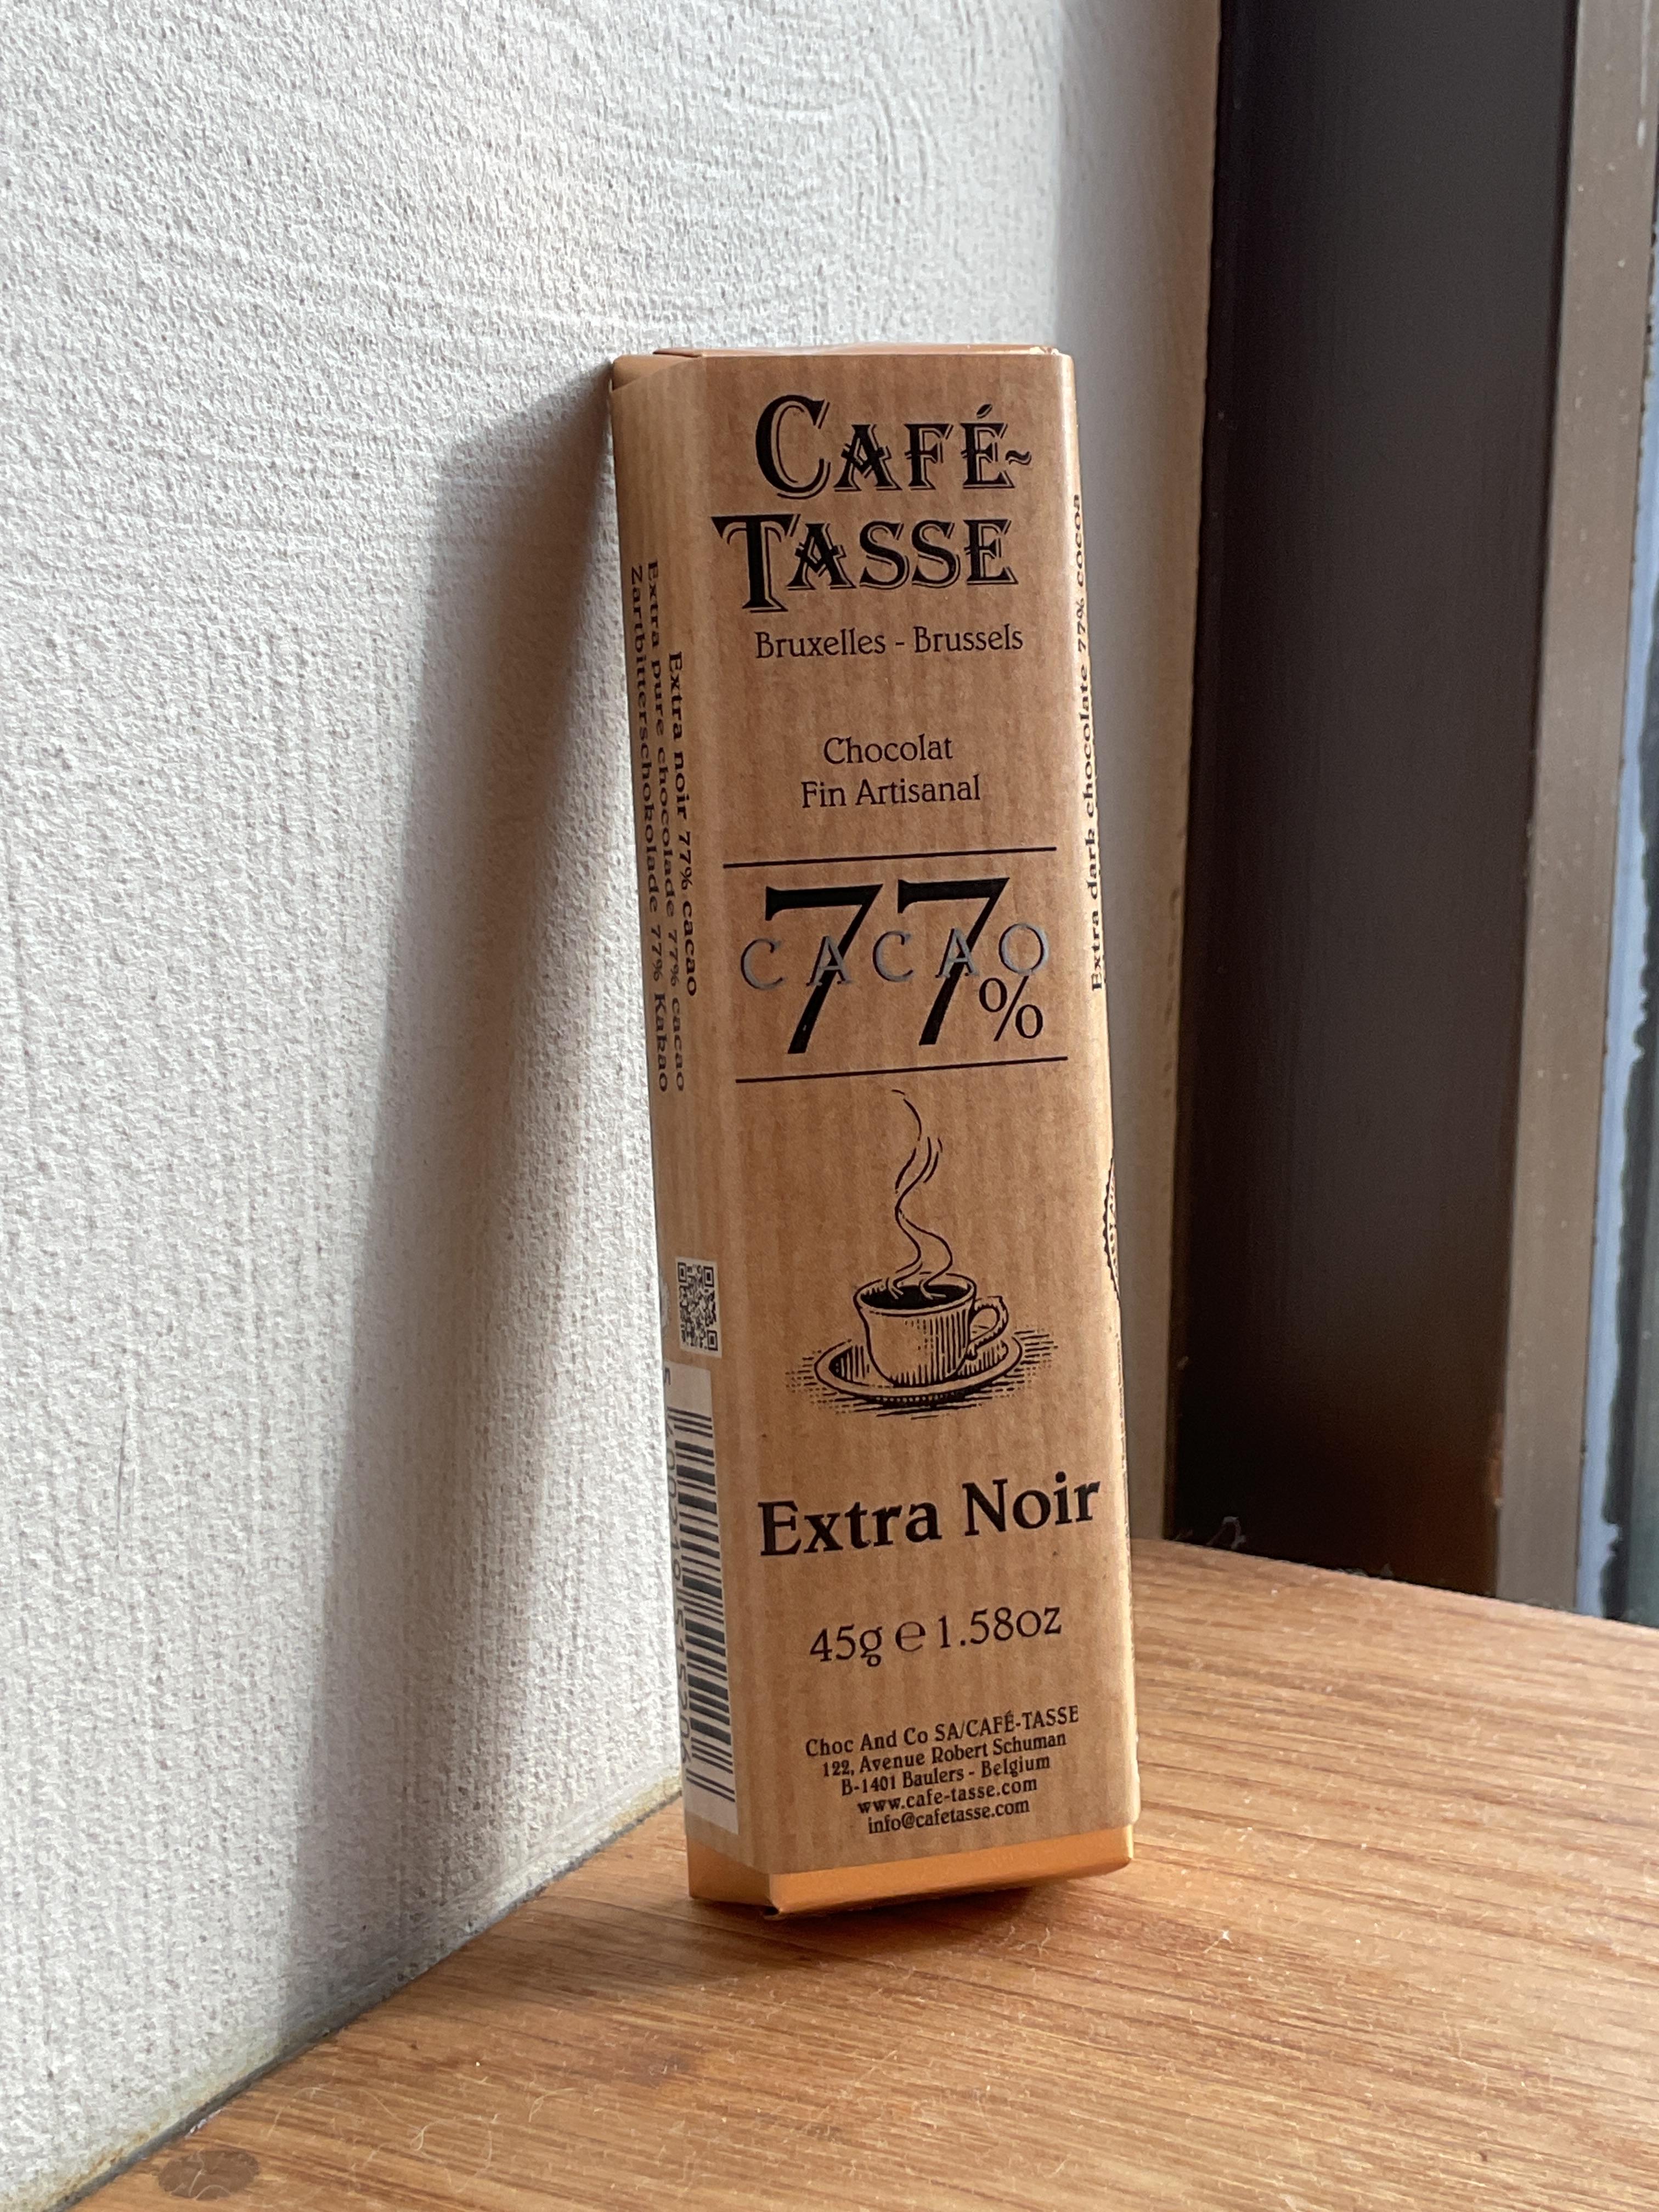 CAFÉ-
TASSE
Bruxelles - Brussels
Chocolat
Fin Artisanal
77%
CACAO
Extra Noir
45g ℮ 1.58oz
Choc And Co SA/CAFÉ-TASSE
122, Avenue Robert Schuman
B-1401 Baulers - Belgium
www.cafe-tasse.com
info@cafetasse.com
Extra noir 77% cacao
Extra pure chocolade 77% cacao
Zartbitterschokolade 77% Kakao
Extra dark chocolate 77% cocoa